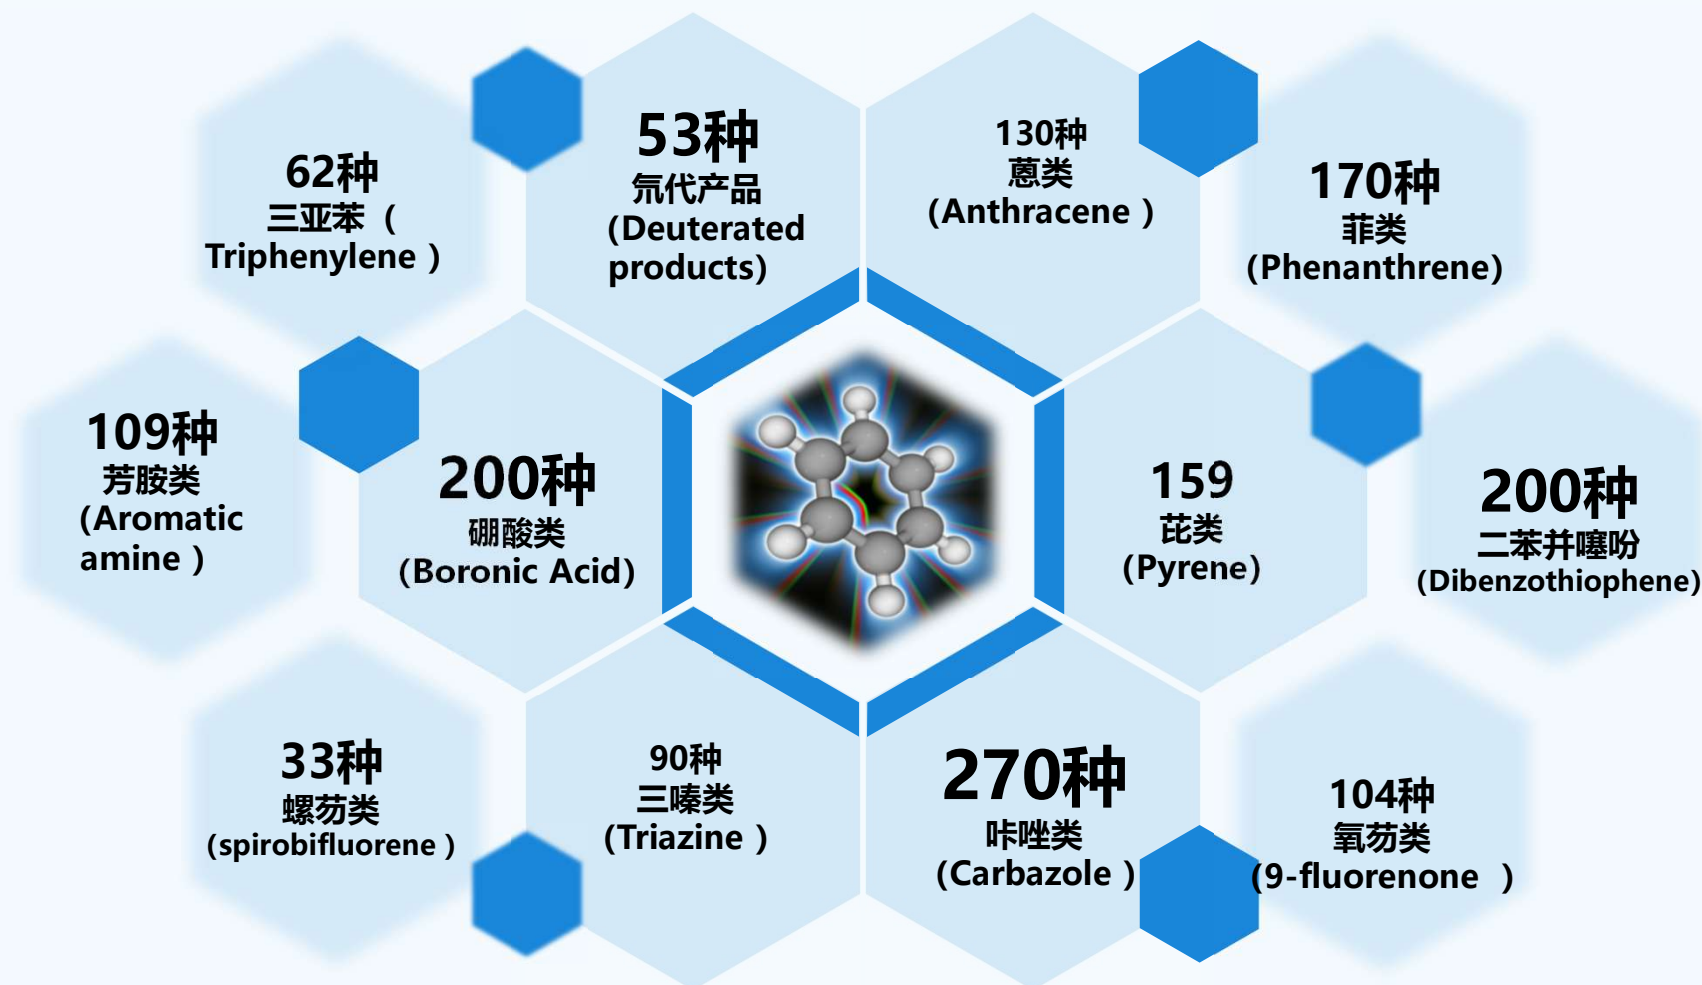 62种
三亚苯（
Triphenylene ）
53种
氘代产品
(Deuterated
products)
130种
蒽类
(Anthracene ）
170种
菲类
(Phenanthrene)
109种
芳胺类
(Aromatic
amine ）
200种
硼酸类
(Boronic Acid)
159
芘类
(Pyrene)
200种
二苯并噻吩
(Dibenzothiophene)
33种
螺芴类
(spirobifluorene ）
90种
三嗪类
(Triazine ）
270种
咔唑类
(Carbazole ）
104种
氧芴类
(9-fluorenone ）